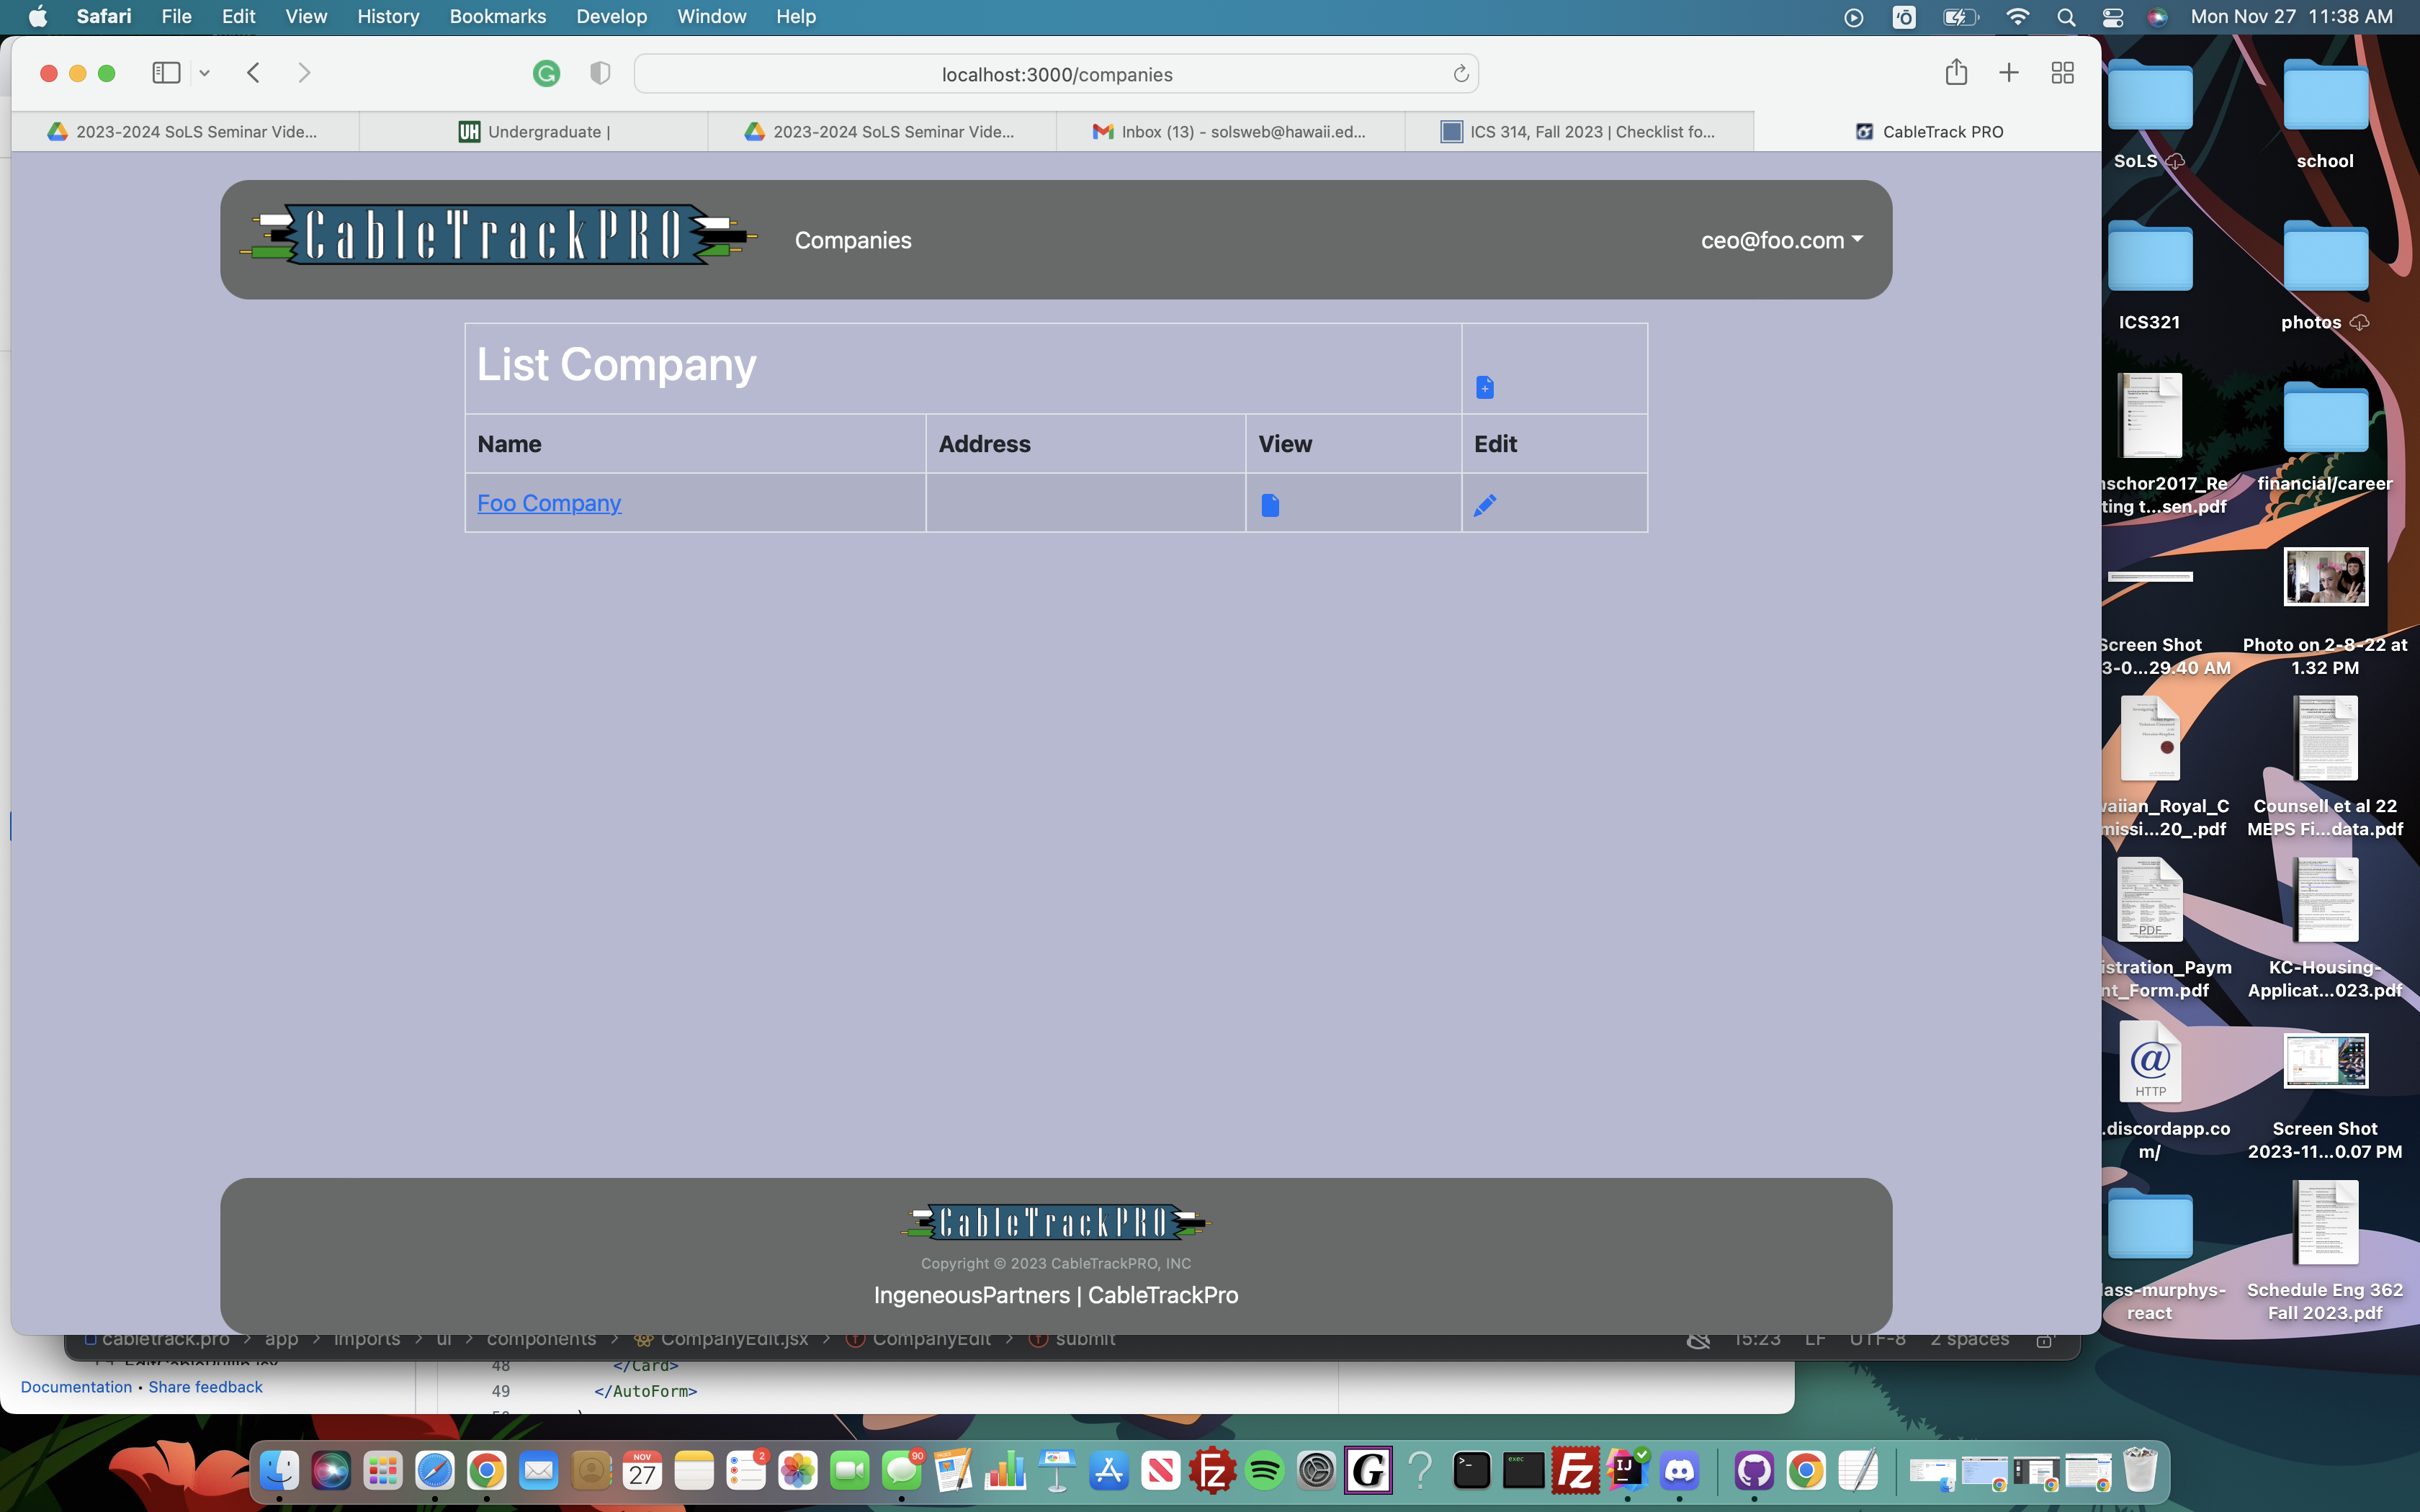 Safari File Edit View History Bookmarks Develop Window Help Mon Nov 27 11:38 AM
localhost:3000/companies
2023-2024 SoLS Seminar Vide... UH Undergraduate | 2023-2024 SoLS Seminar Vide... Inbox (13) - solsweb@hawaii.ed... ICS 314, Fall 2023 | Checklist fo... CableTrack PRO
CableTrackPRO Companies ceo@foo.com
List Company
Name Address View Edit
Foo Company
CableTrackPRO
Copyright © 2023 CableTrackPRO, INC
IngeneousPartners | CableTrackPro
cabletrack.pro > app > imports > ui > components > CompanyEdit.jsx > CompanyEdit > submit 15:23 LF UTF-8 2 spaces
48 </Card>
Documentation • Share feedback
49 </AutoForm>
SoLS
school
ICS321
photos
nschor2017_Re
ting t...sen.pdf
financial/career
Screen Shot
3-0...29.40 AM
Photo on 2-8-22 at
1.32 PM
vaiian_Royal_C
missi...20_.pdf
Counsell et al 22
MEPS Fi...data.pdf
PDF
istration_Paym
nt_Form.pdf
KC-Housing-
Applicat...023.pdf
@
HTTP
.discordapp.co
m/
Screen Shot
2023-11...0.07 PM
lass-murphys-
react
Schedule Eng 362
Fall 2023.pdf
NOV
27
2
90
Fz
G
exec
Fz
IJ